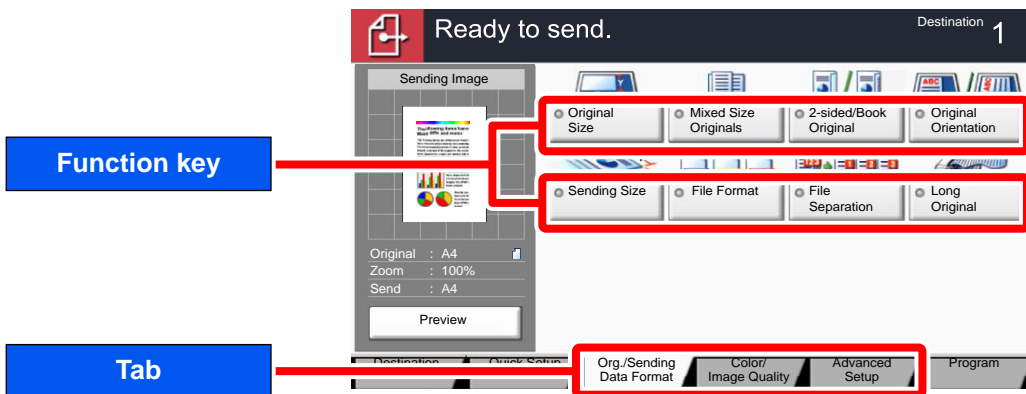 Ready to send.
Destination 1
Sending Image
Original Size
Mixed Size Originals
2-sided/Book Original
Original Orientation
Function key
Sending Size
File Format
File Separation
Long Original
Original : A4
Zoom : 100%
Send : A4
Preview
Tab
Destination
Quick Setup
Org./Sending Data Format
Color/ Image Quality
Advanced Setup
Program